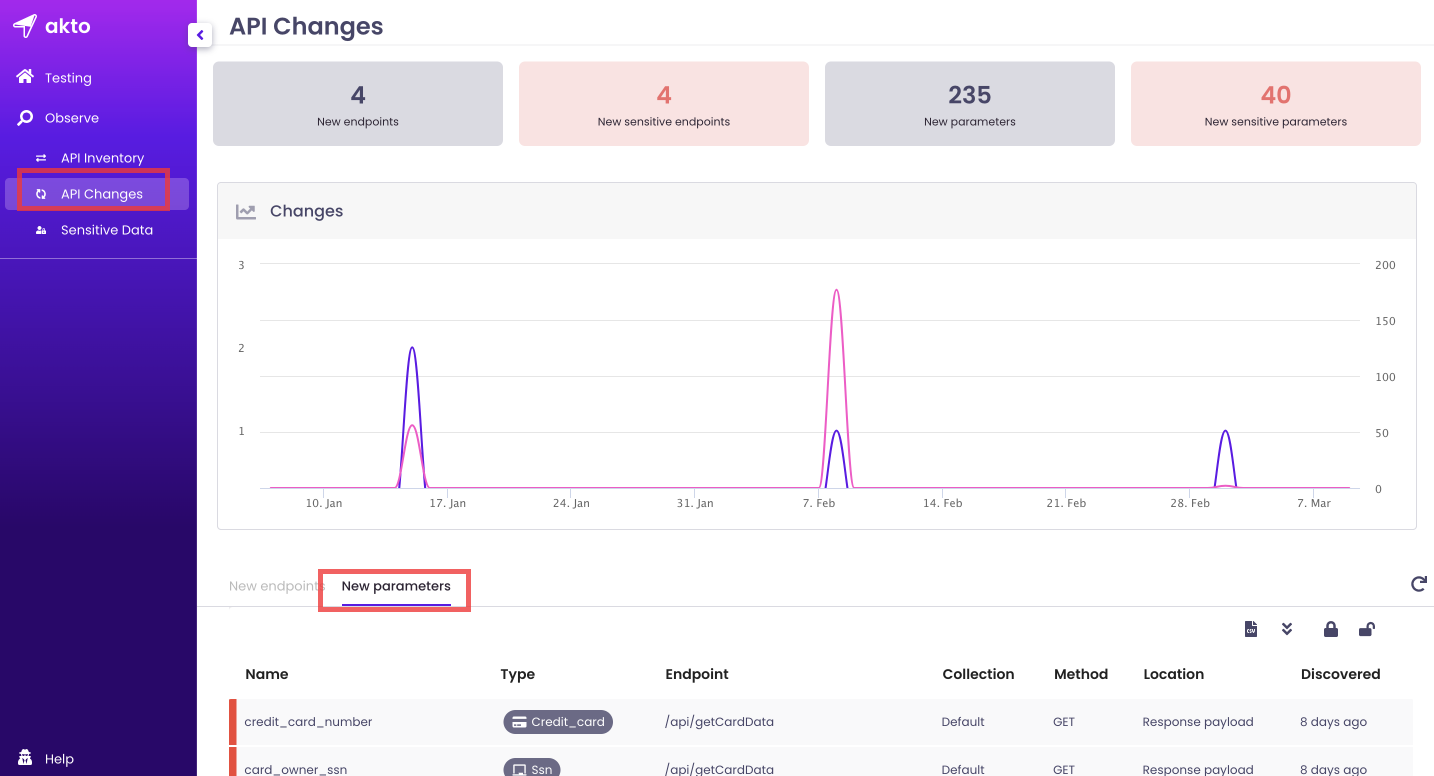 akto
Testing
Observe
API Inventory
API Changes
Sensitive Data
Help
API Changes
4
New endpoints
4
New sensitive endpoints
235
New parameters
40
New sensitive parameters
Changes
3
2
1
200
150
100
50
0
10. Jan 17. Jan 24. Jan 31. Jan 7. Feb 14. Feb 21. Feb 28. Feb 7. Mar
New endpoints New parameters
CSV
Name Type Endpoint Collection Method Location Discovered
credit_card_number Credit_card /api/getCardData Default GET Response payload 8 days ago
card_owner_ssn Ssn /api/getCardData Default GET Response payload 8 days ago